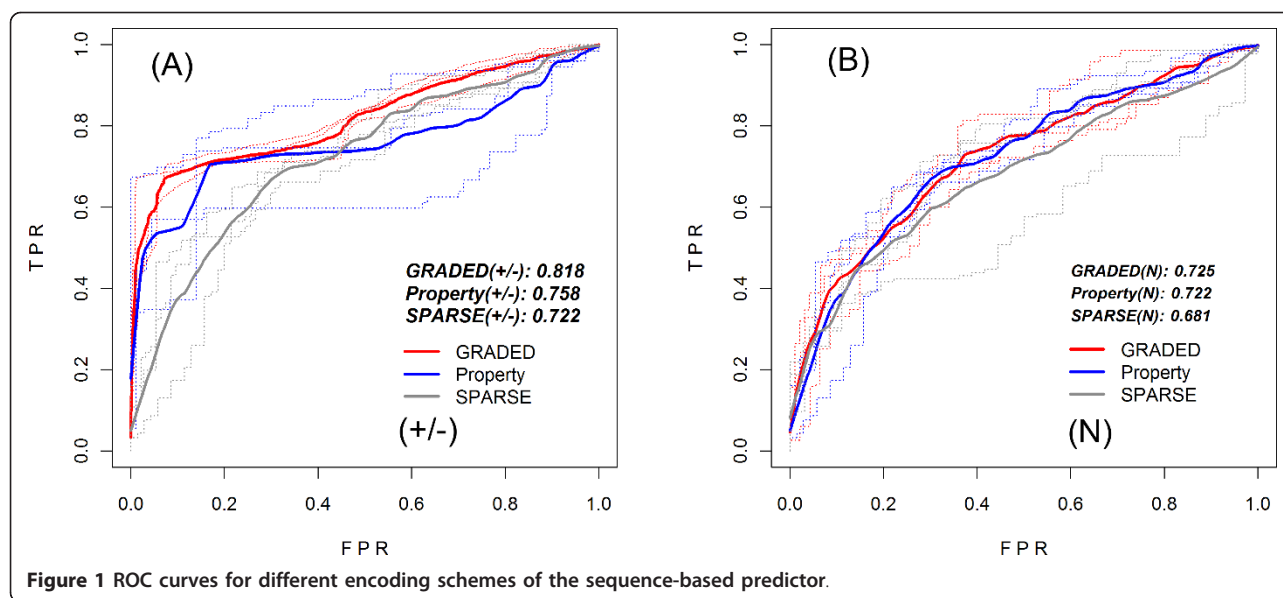 (A)
1.0
0.8
0.6
0.4
0.2
0.0
T P R
GRADED(+/-): 0.818
Property(+/-): 0.758
SPARSE(+/-): 0.722
GRADED
Property
SPARSE
(+/-)
0.0 0.2 0.4 0.6 0.8 1.0
F P R
(B)
1.0
0.8
0.6
0.4
0.2
0.0
T P R
GRADED(N): 0.725
Property(N): 0.722
SPARSE(N): 0.681
GRADED
Property
SPARSE
(N)
0.0 0.2 0.4 0.6 0.8 1.0
F P R
Figure 1 ROC curves for different encoding schemes of the sequence-based predictor.